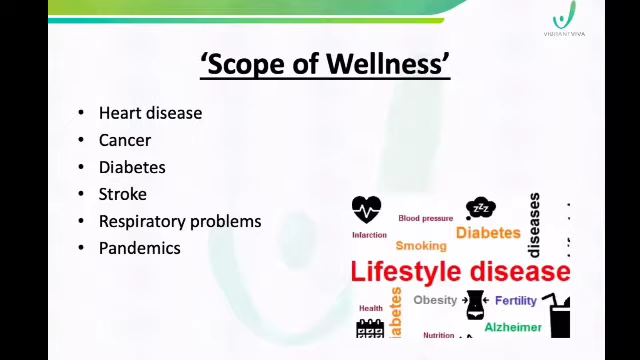 VIBRANT VIVA
'Scope of Wellness'
• Heart disease
• Cancer
• Diabetes
• Stroke
• Respiratory problems
• Pandemics
zzz
Blood pressure
diseases
Infarction
Diabetes
Smoking
Lifestyle disease
Obesity
Fertility
Health
Alzheimer
Nutrition